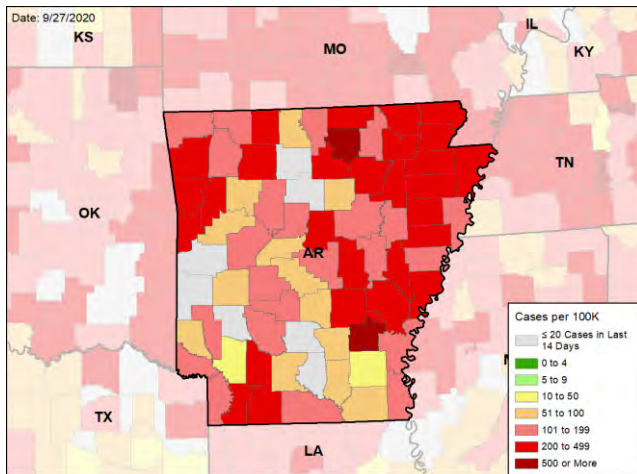 Date: 9/27/2020
KS
MO
IL
KY
OK
TN
AR
TX
LA
Cases per 100K
≤ 20 Cases in Last
14 Days
0 to 4
5 to 9
10 to 50
51 to 100
101 to 199
200 to 499
500 or More